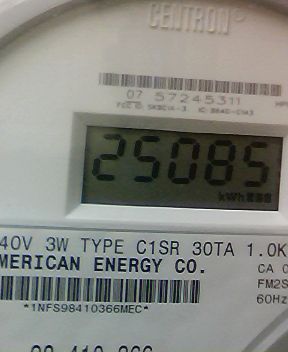 CENTRON®
07 57245311
25085
kWh
40V 3W TYPE C1SR 30TA 1.0K
MERICAN ENERGY CO.
CA 0
FM2S
60Hz
*1NFS98410366MEC*